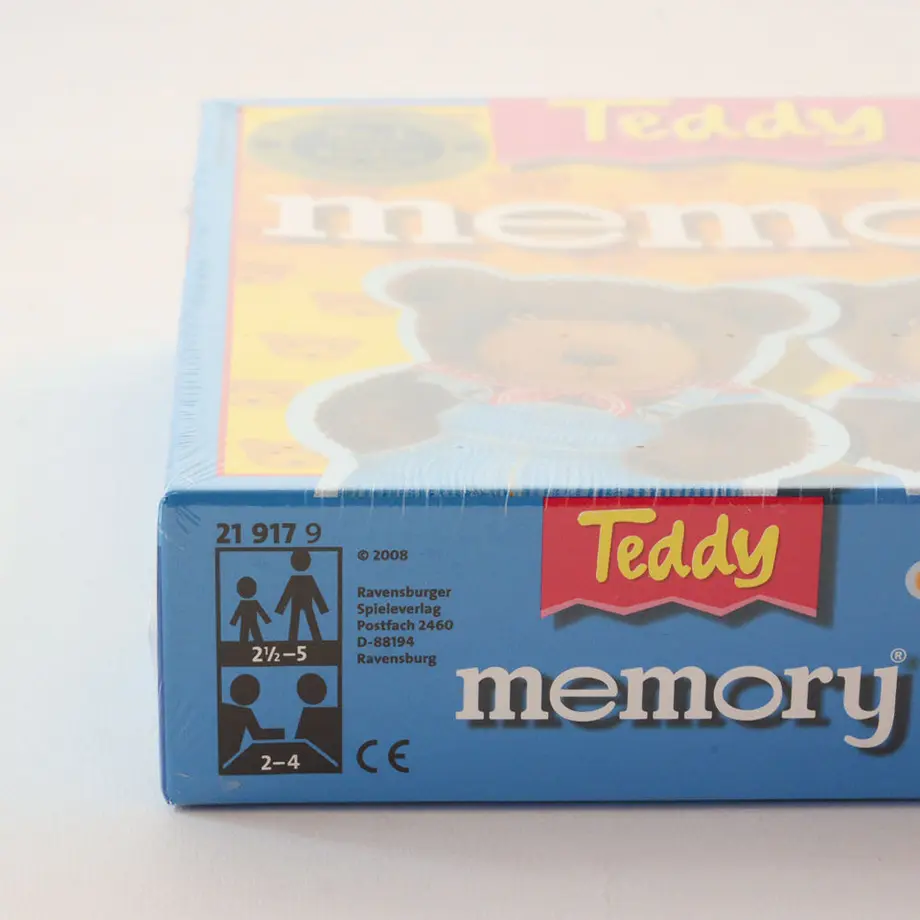 Teddy
memo
21 917 9
© 2008
Ravensburger
Spieleverlag
Postfach 2460
D-88194
Ravensburg
2½–5
2–4
CE
Teddy
memory®